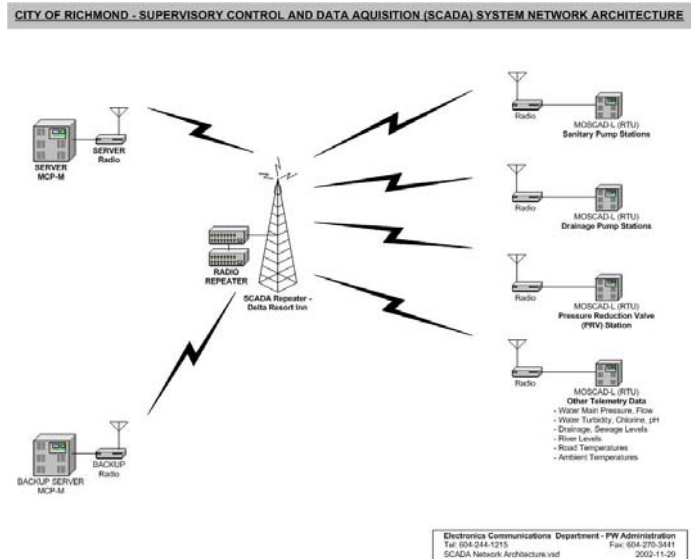 CITY OF RICHMOND - SUPERVISORY CONTROL AND DATA AQUISITION (SCADA) SYSTEM NETWORK ARCHITECTURE
SERVER
MCP-M
SERVER
Radio
RADIO
REPEATER
SCADA Repeater -
Delta Resort Inn
BACKUP SERVER
MCP-M
BACKUP
Radio
Radio
MOSCAD-L (RTU)
Sanitary Pump Stations
Radio
MOSCAD-L (RTU)
Drainage Pump Stations
Radio
MOSCAD-L (RTU)
Pressure Reduction Valve
(PRV) Station
Radio
MOSCAD-L (RTU)
Other Telemetry Data
- Water Main Pressure, Flow
- Water Turbidity, Chlorine, pH
- Drainage, Sewage Levels
- River Levels
- Road Temperatures
- Ambient Temperatures
Electronics Communications Department - PW Administration
Tel: 604-244-1215 Fax: 604-270-3441
SCADA Network Architecture.vsd 2002-11-29